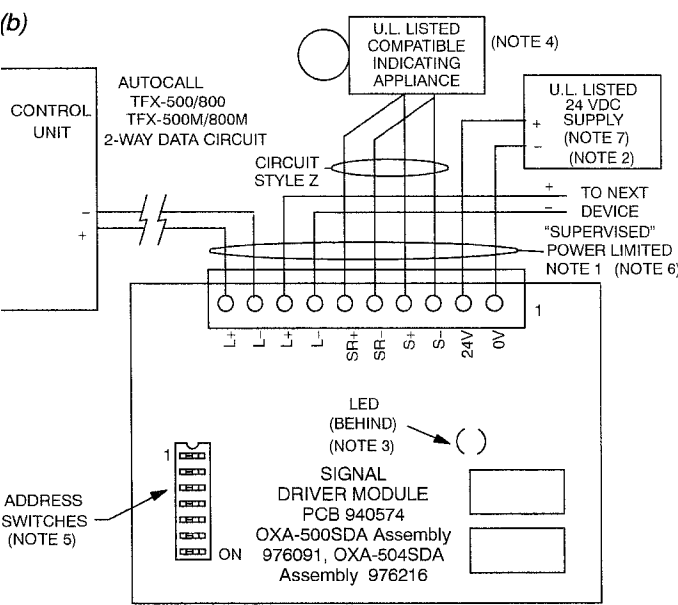 (b)
U.L. LISTED
COMPATIBLE
INDICATING
APPLIANCE
(NOTE 4)
AUTOCALL
TFX-500/800
TFX-500M/800M
2-WAY DATA CIRCUIT
CONTROL
UNIT
U.L. LISTED
24 VDC
SUPPLY
(NOTE 7)
(NOTE 2)
+
–
CIRCUIT
STYLE Z
+ TO NEXT
– DEVICE
–
+
"SUPERVISED"
POWER LIMITED
NOTE 1 (NOTE 6)
1
L+
L-
L+
L-
SR+
SR-
S+
S-
24V
0V
LED
(BEHIND)
(NOTE 3)
1
ADDRESS
SWITCHES
(NOTE 5)
ON
SIGNAL
DRIVER MODULE
PCB 940574
OXA-500SDA Assembly
976091, OXA-504SDA
Assembly 976216